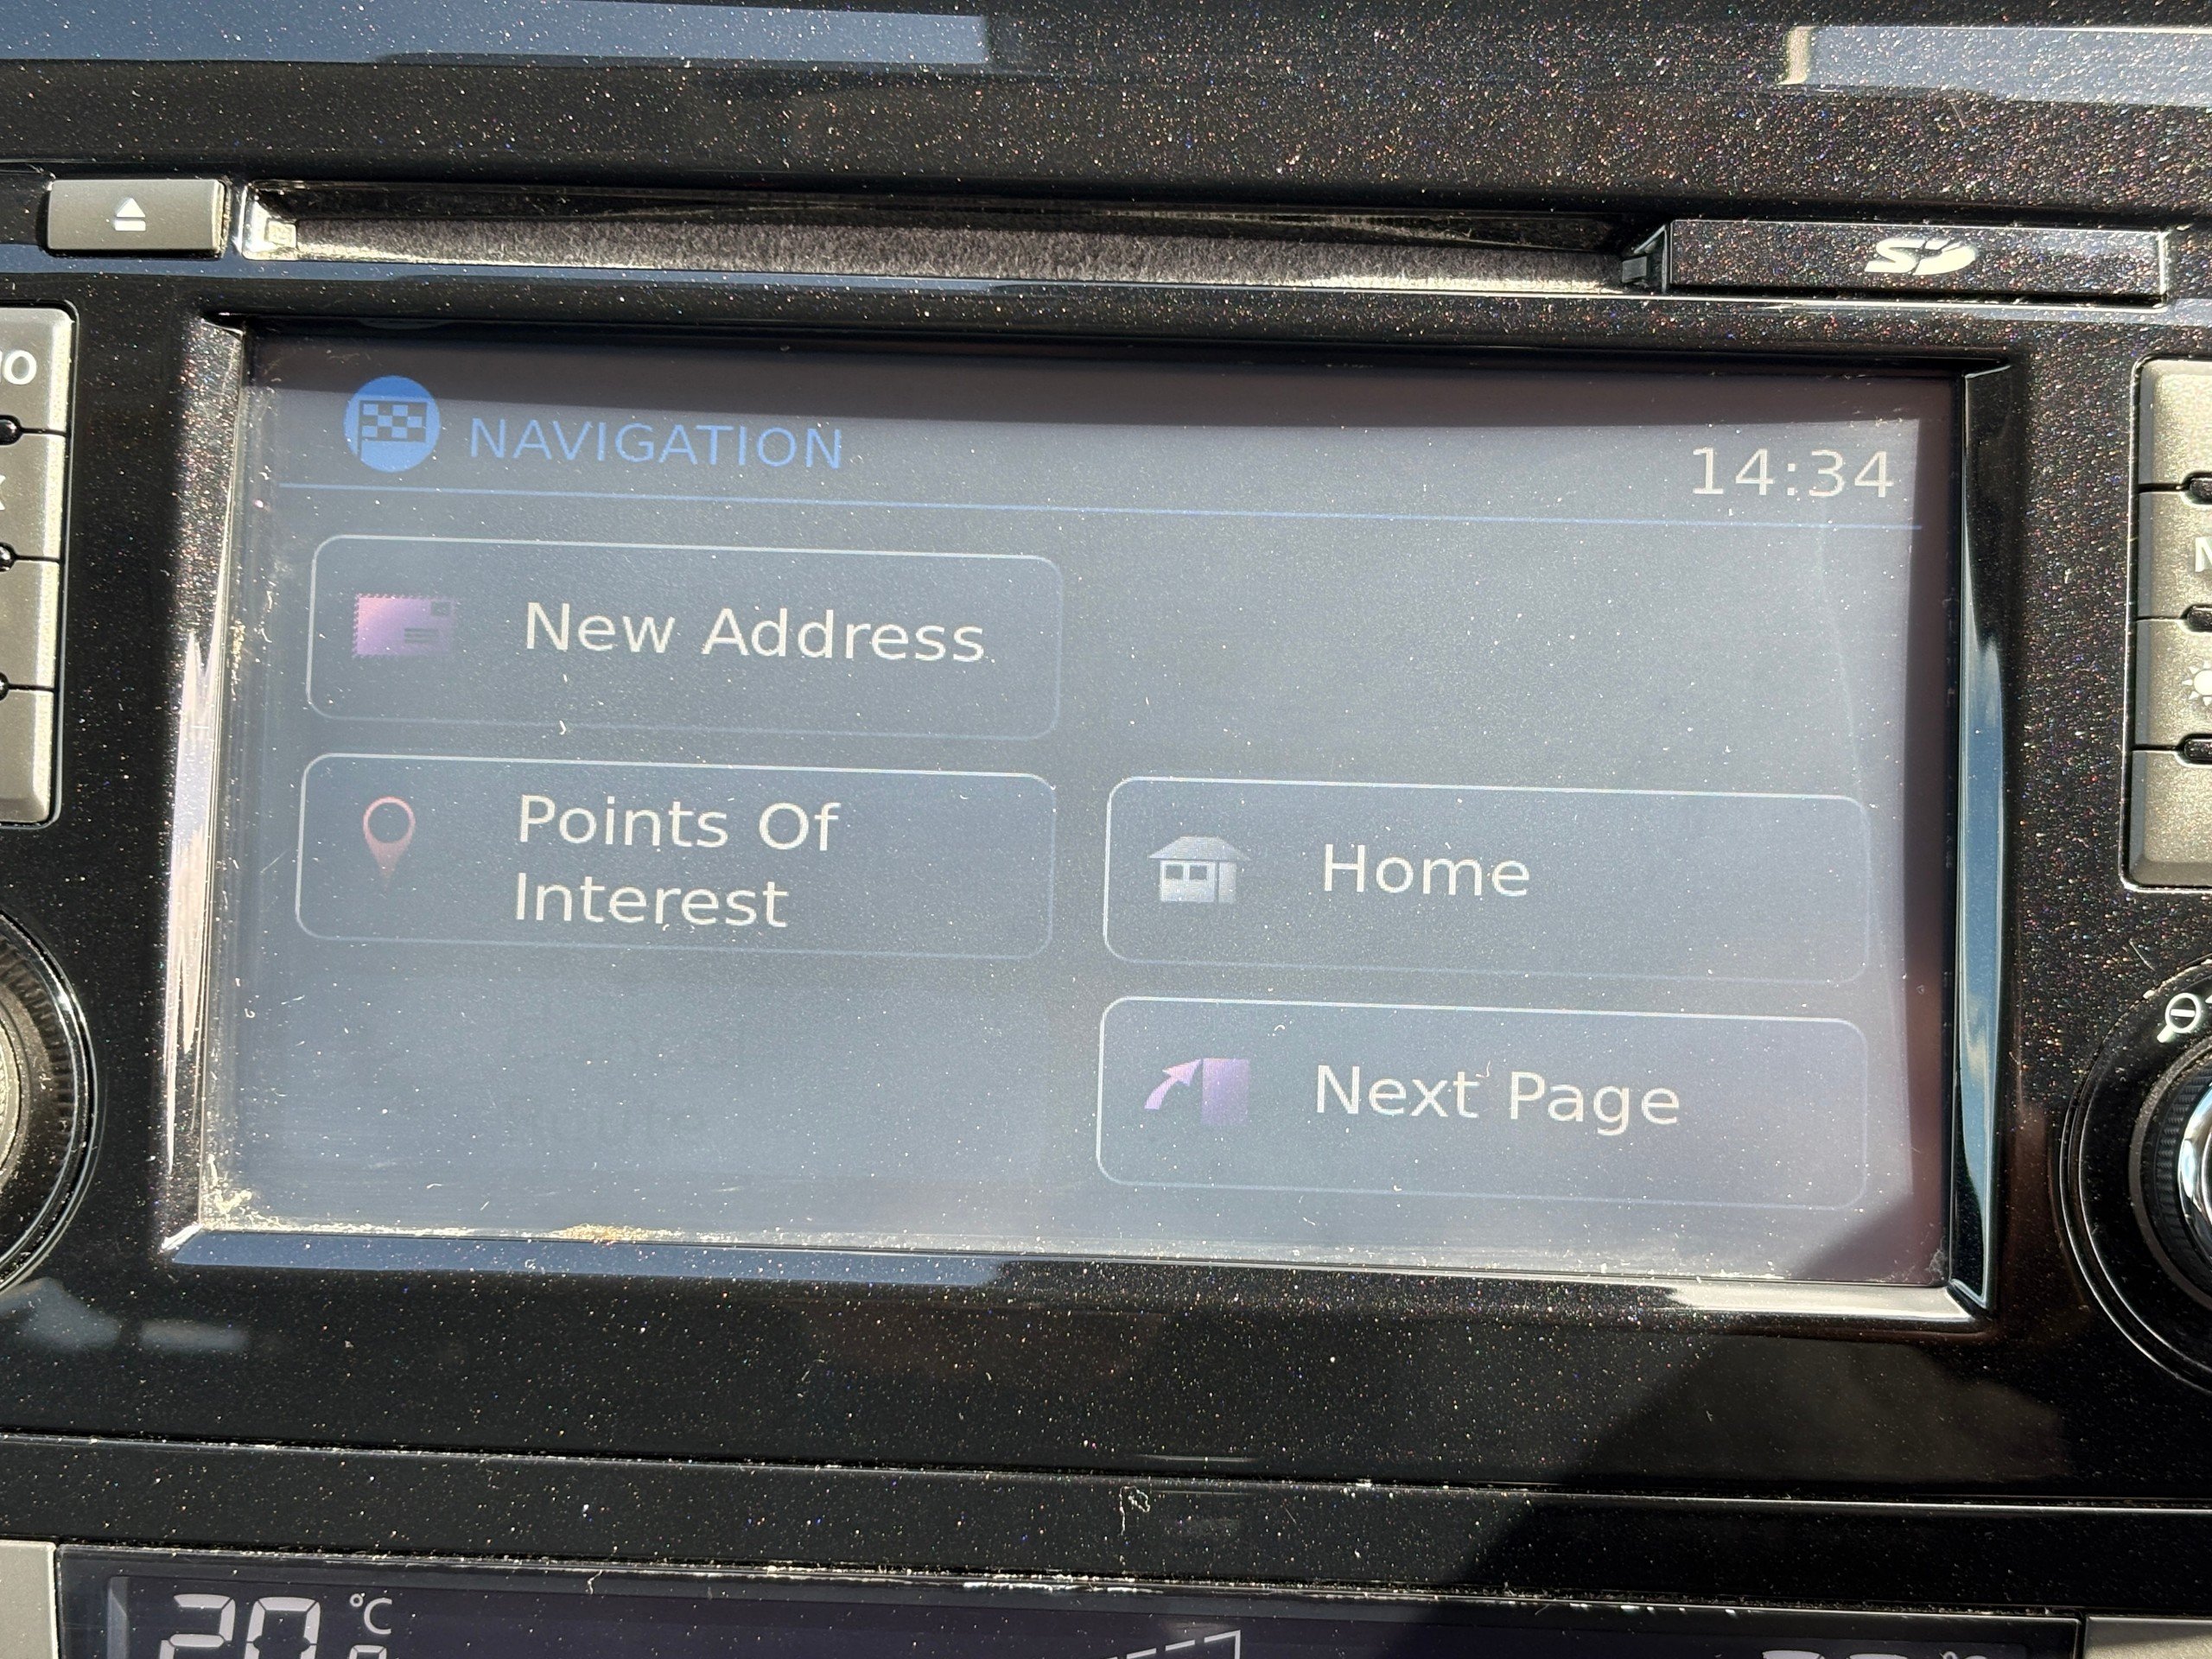 SD
NAVIGATION
14:34
New Address
Points Of
Interest
Home
Next Page
20 °C